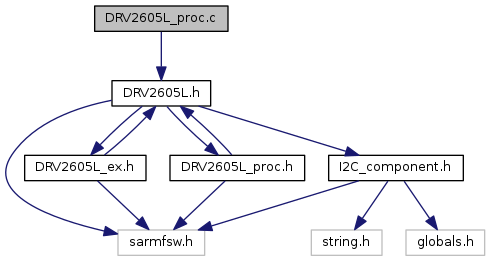 DRV2605L_proc.c
DRV2605L.h
DRV2605L_ex.h
DRV2605L_proc.h
I2C_component.h
sarmfsw.h
string.h
globals.h